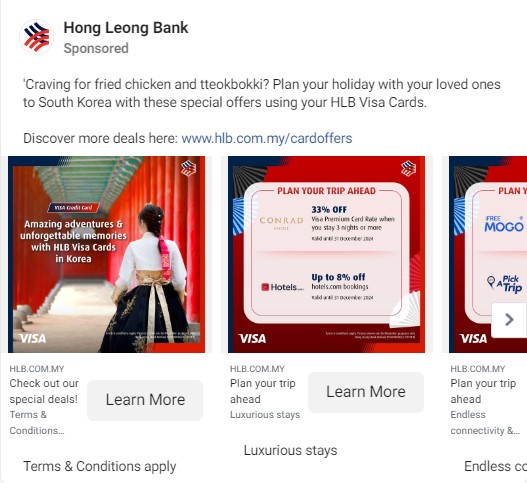 Hong Leong Bank
Sponsored
'Craving for fried chicken and tteokbokki? Plan your holiday with your loved ones
to South Korea with these special offers using your HLB Visa Cards.
Discover more deals here: www.hlb.com.my/cardoffers
VISA Credit Card
Amazing adventures &
unforgettable memories
with HLB Visa Cards
in Korea
VISA
PLAN YOUR TRIP AHEAD
CONRAD
33% OFF
Visa Premium Card Rate when
you stay 3 nights or more
Valid until 31 December 2024
Hotels
Up to 8% off
hotels.com bookings
Valid until 31 December 2024
VISA
PLAN Y
iFREE
MOGO
A Pick
Trip
VISA
HLB.COM.MY
Check out our
special deals!
Terms &
Conditions...
Learn More
HLB.COM.MY
Plan your trip
ahead
Luxurious stays
Learn More
HLB.COM.MY
Plan your trip
ahead
Endless
connectivity &...
Terms & Conditions apply
Luxurious stays
Endless co